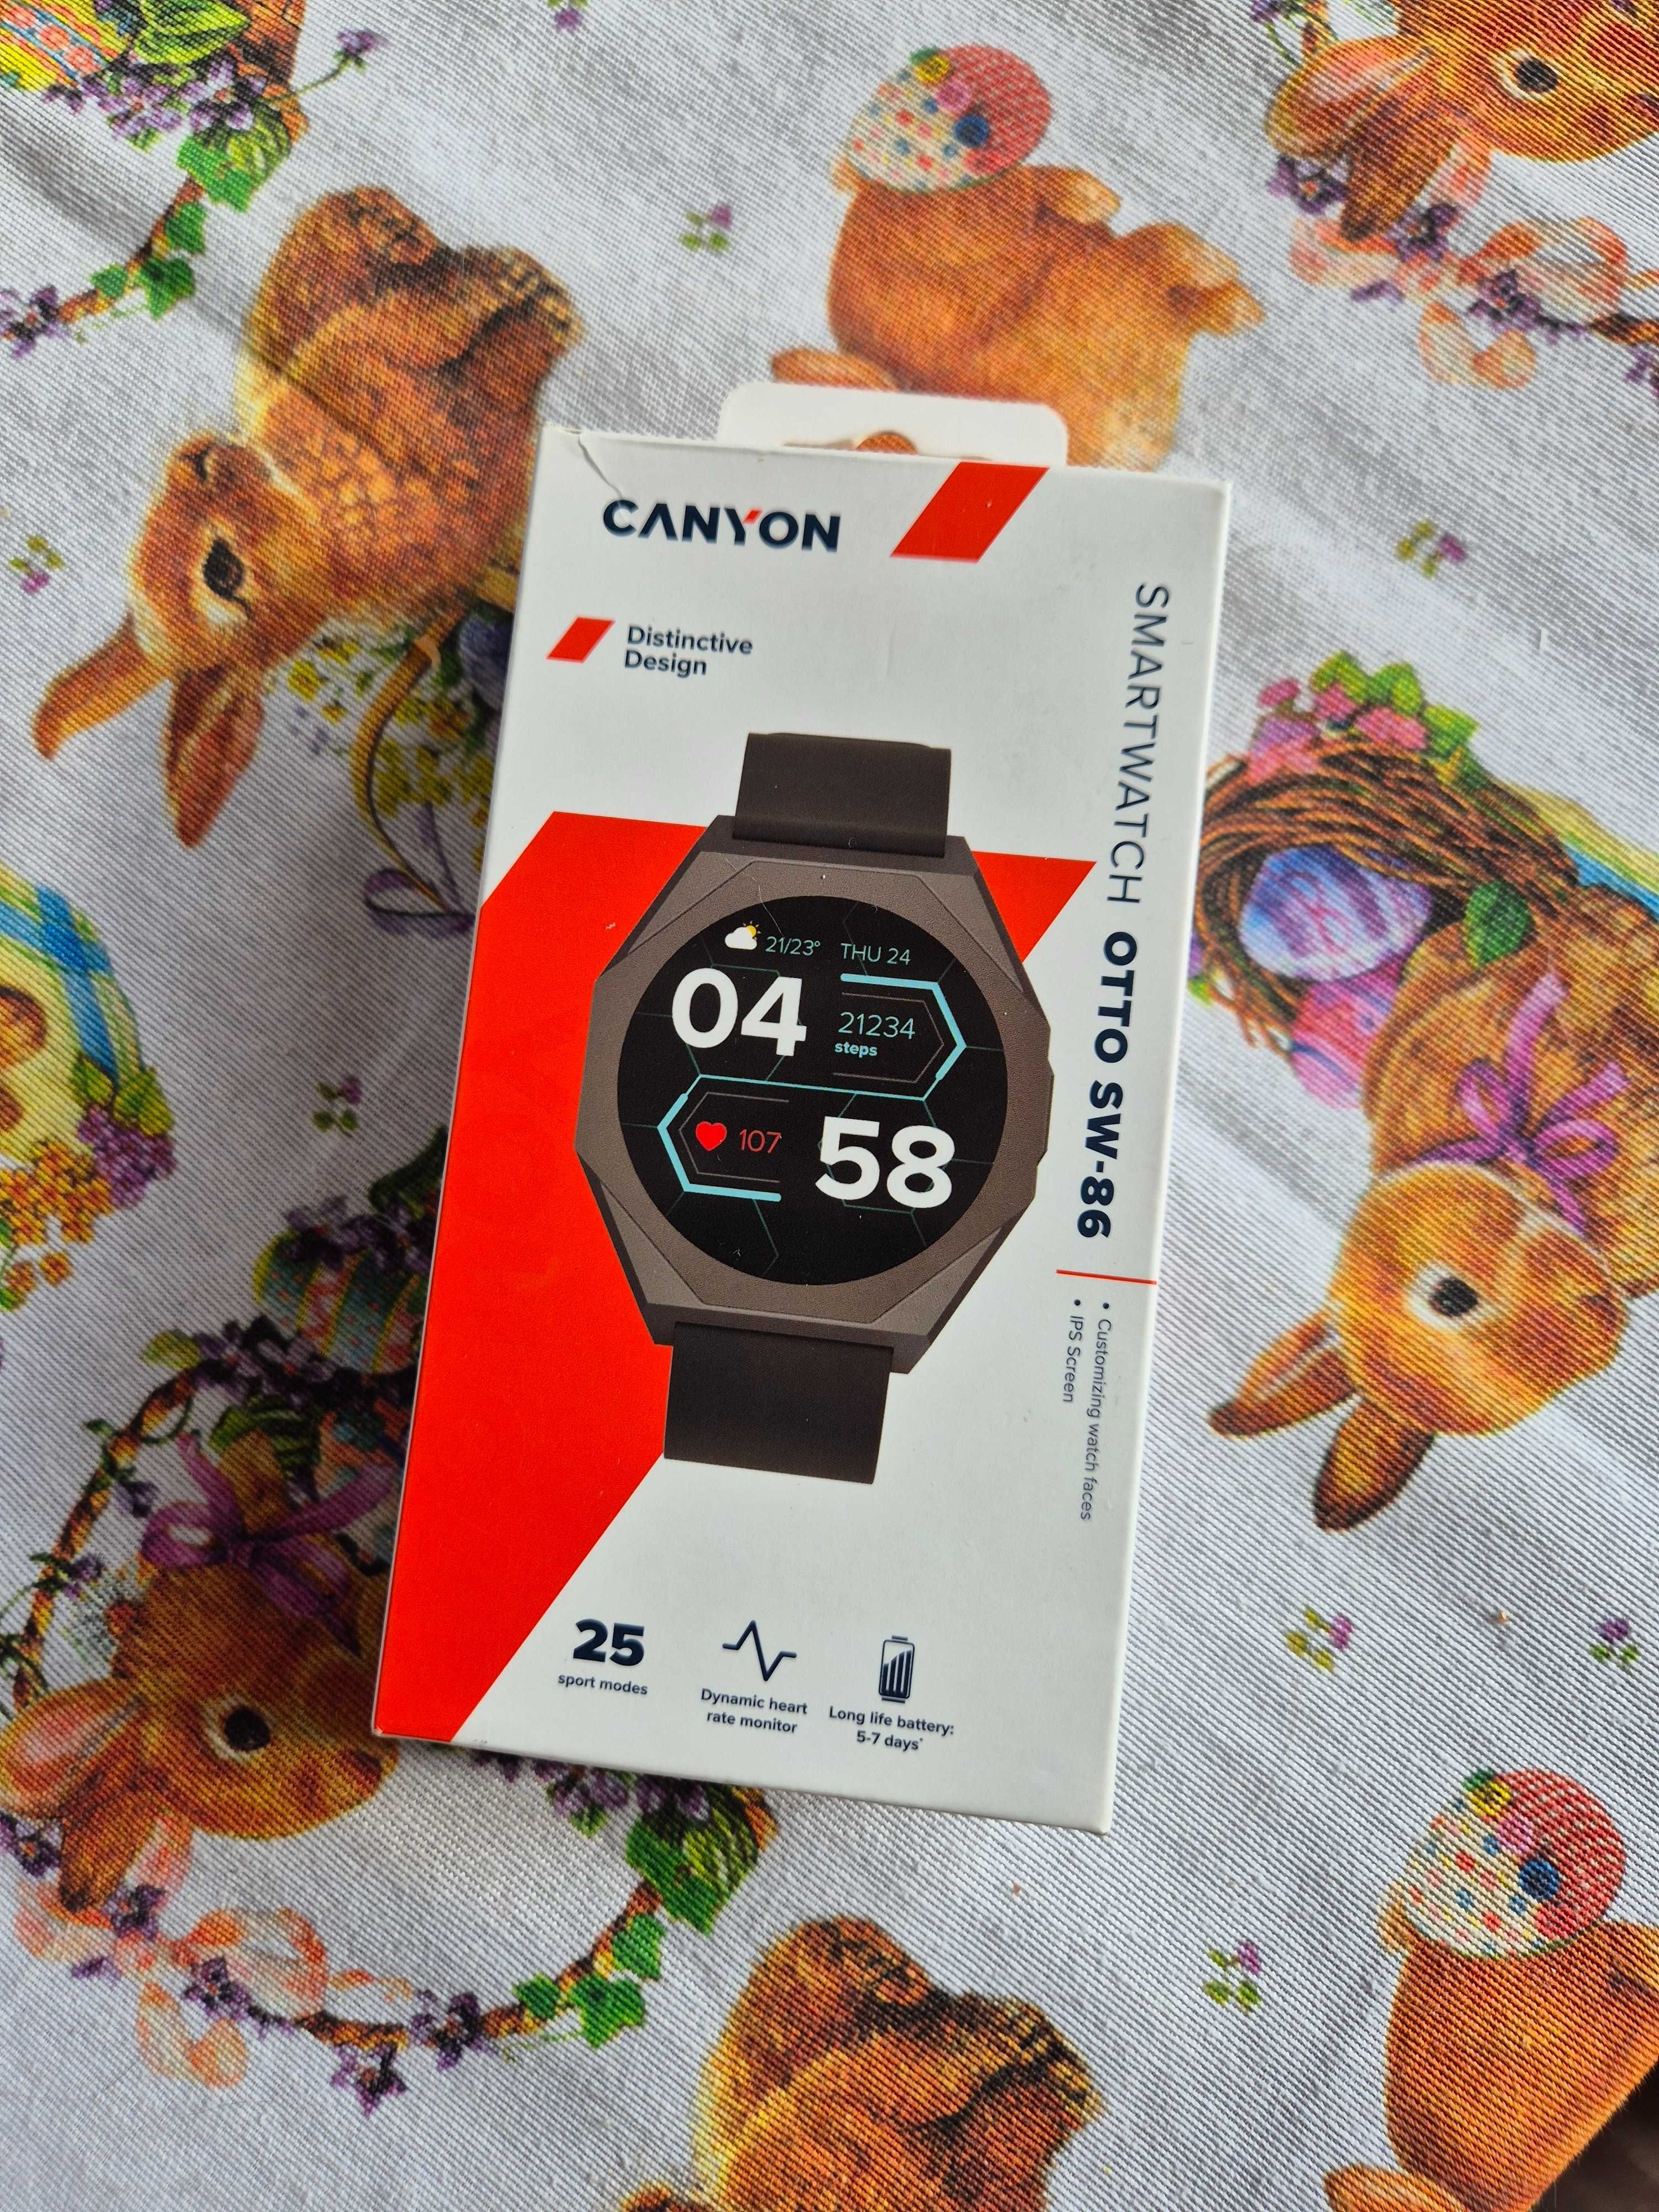 CANYON
Distinctive
Design
SMARTWATCH OTTO SW-86
• Customizing watch faces
• IPS Screen
21/23° THU 24
04
21234
steps
107
58
25
sport modes
Dynamic heart
rate monitor
Long life battery:
5-7 days*